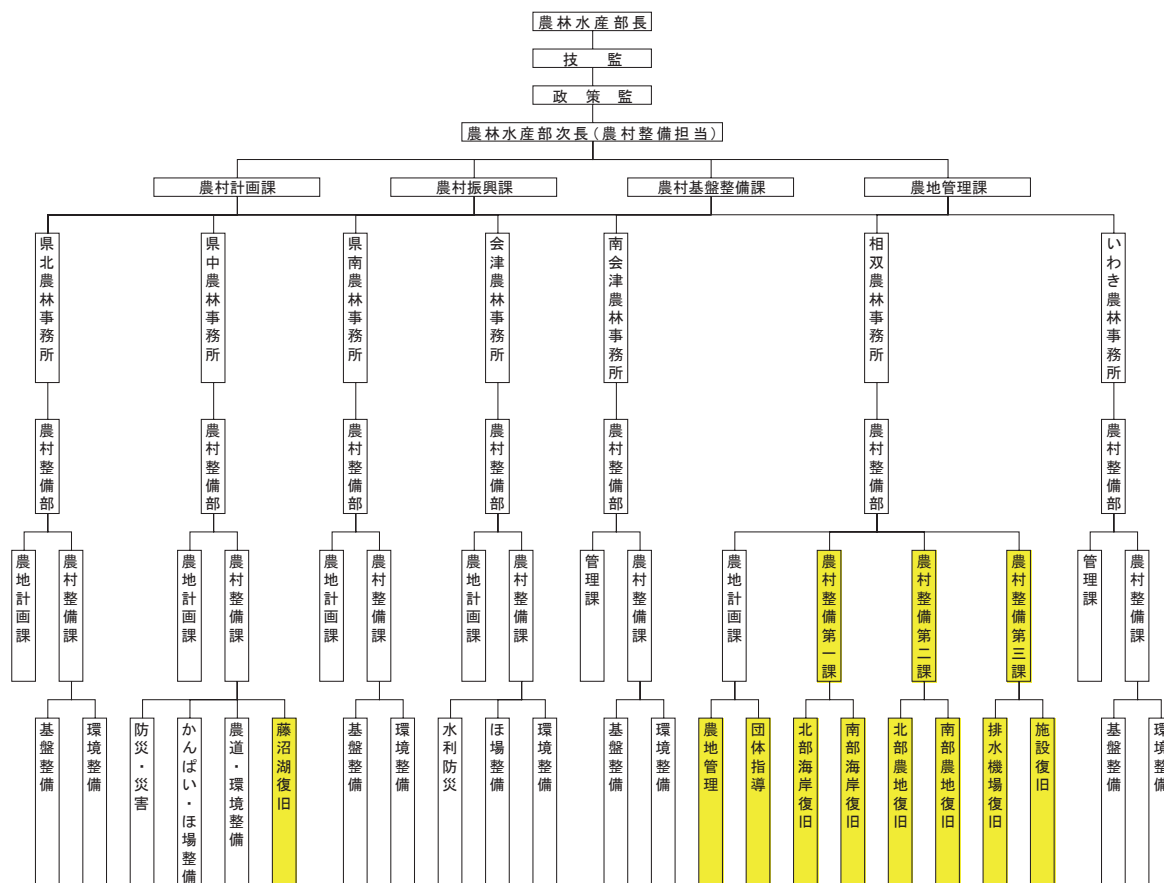 農林水産部長
技　監
政　策　監
農林水産部次長(農村整備担当)
農村計画課
農村振興課
農村基盤整備課
農地管理課
県北農林事務所
県中農林事務所
県南農林事務所
会津農林事務所
南会津農林事務所
相双農林事務所
いわき農林事務所
農村整備部
農村整備部
農村整備部
農村整備部
農村整備部
農村整備部
農村整備部
農地計画課
農村整備課
農地計画課
農村整備課
農地計画課
農村整備課
農地計画課
農村整備課
管理課
農村整備課
農地計画課
農村整備第一課
農村整備第二課
農村整備第三課
管理課
農村整備課
基盤整備
環境整備
防災・災害
かんぱい・ほ場整備
農道・環境整備
藤沼湖復旧
基盤整備
環境整備
水利防災
ほ場整備
環境整備
基盤整備
環境整備
農地管理
団体指導
北部海岸復旧
南部海岸復旧
北部農地復旧
南部農地復旧
排水機場復旧
施設復旧
基盤整備
環境整備